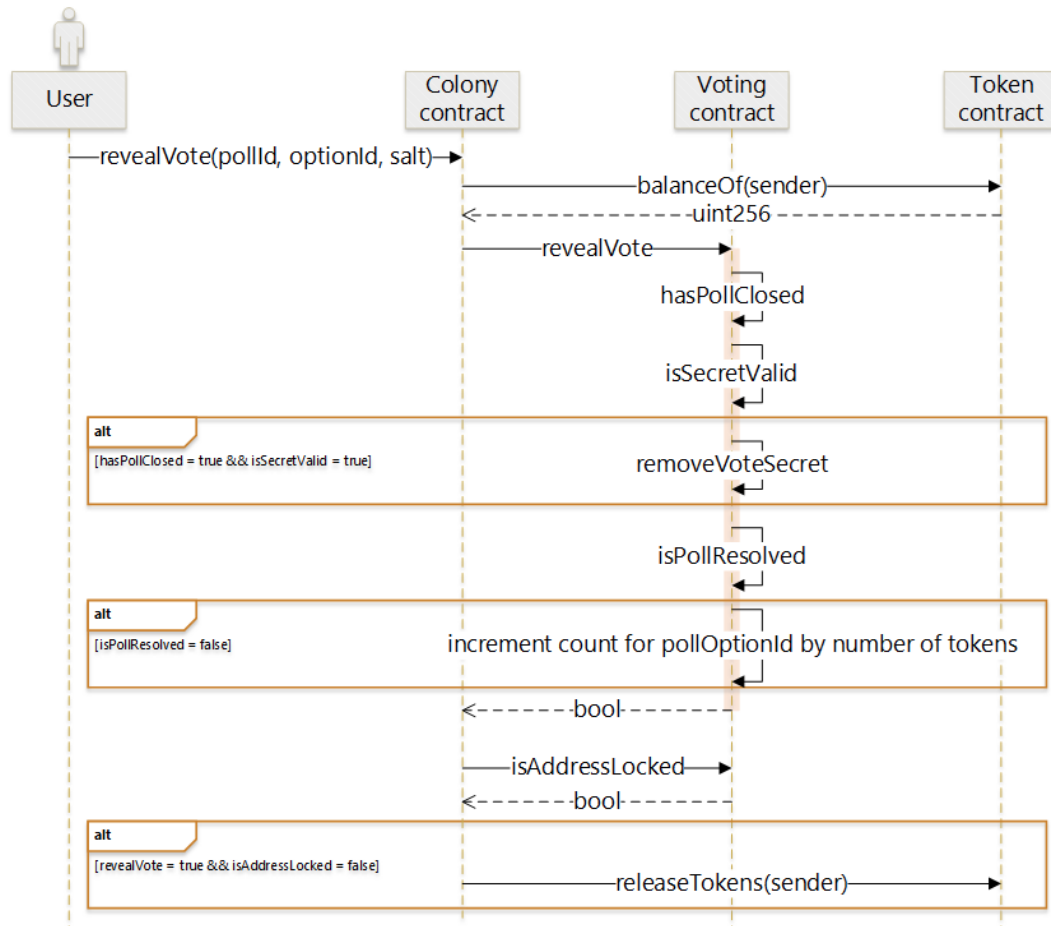 User
Colony
contract
Voting
contract
Token
contract
revealVote(pollId, optionId, salt)
balanceOf(sender)
uint256
revealVote
hasPollClosed
isSecretValid
alt
[hasPollClosed = true && isSecretValid = true]
removeVoteSecret
isPollResolved
alt
[isPollResolved = false]
increment count for pollOptionId by number of tokens
bool
isAddressLocked
bool
alt
[revealVote = true && isAddressLocked = false]
releaseTokens(sender)